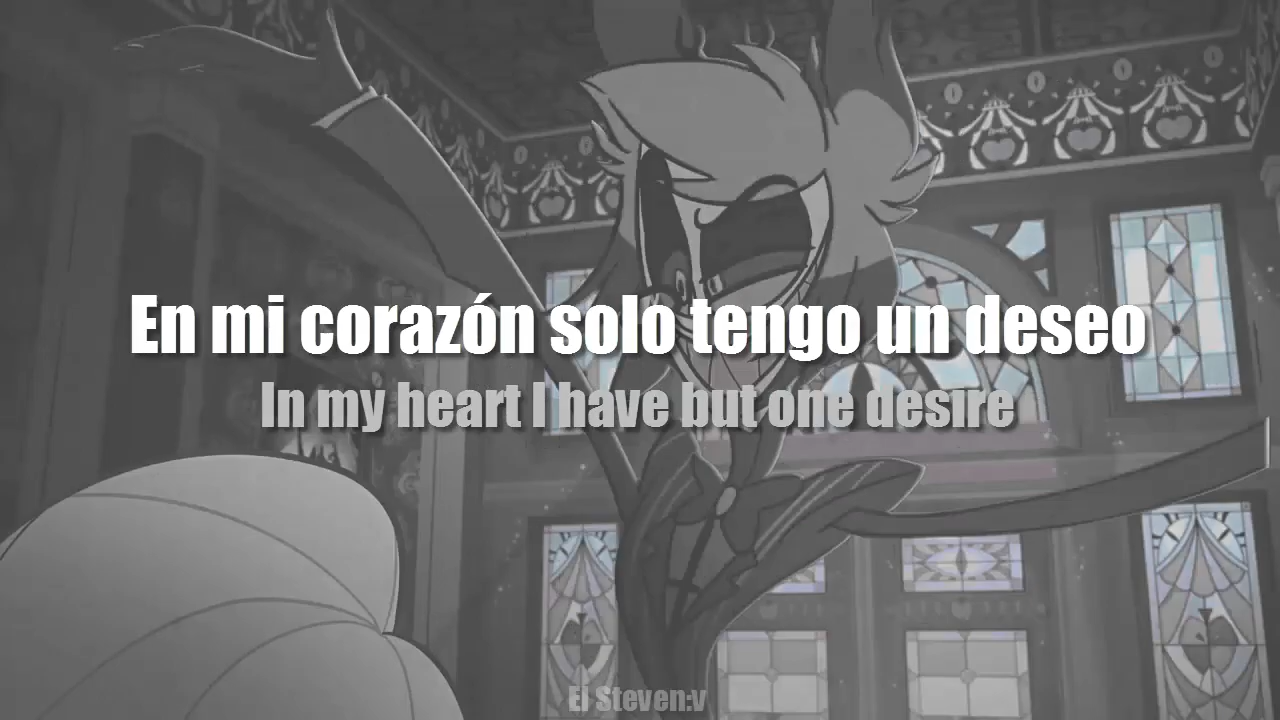 En mi corazón solo tengo un deseo
In my heart I have but one desire
El Steven:v